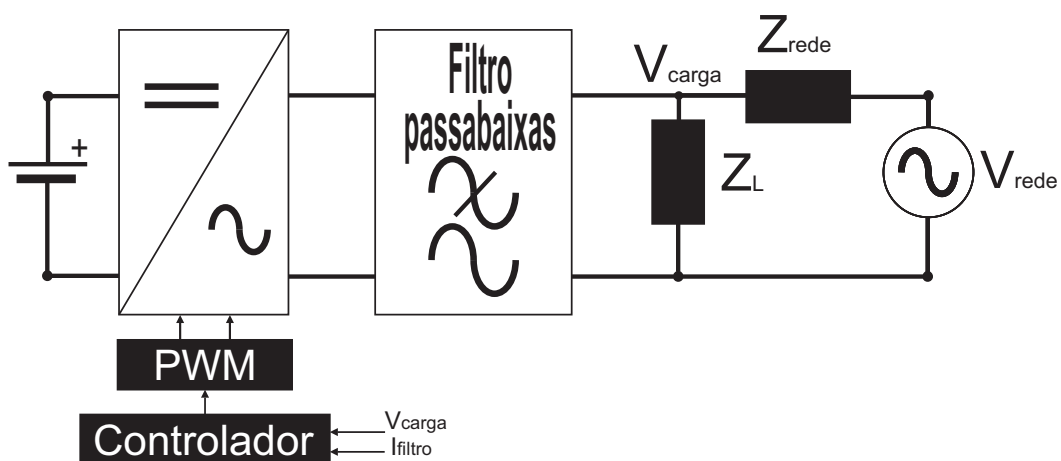 Filtro
passabaixas
+
Vcarga
Zrede
ZL
Vrede
PWM
Controlador
Vcarga
Ifiltro